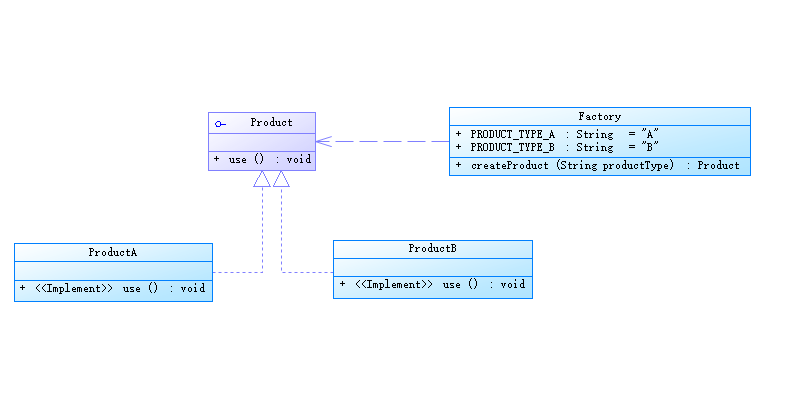 Product
+ use () : void
Factory
+ PRODUCT_TYPE_A : String = "A"
+ PRODUCT_TYPE_B : String = "B"
+ createProduct (String productType) : Product
ProductA
+ <<Implement>> use () : void
ProductB
+ <<Implement>> use () : void